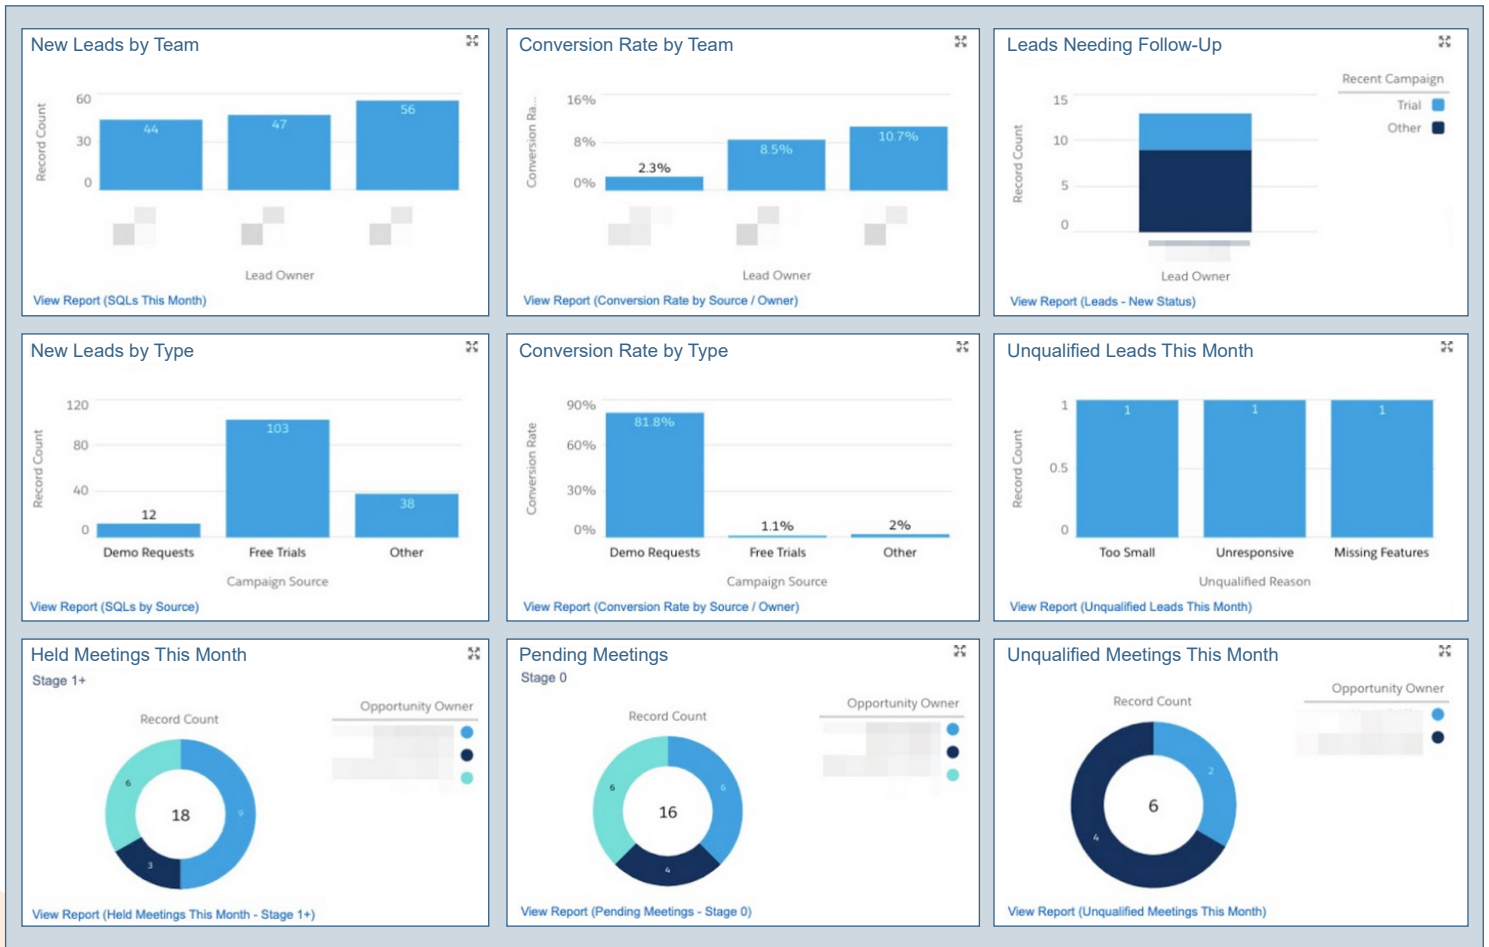 New Leads by Team
Record Count
60
30
0
44
47
56
Lead Owner
View Report (SQLs This Month)
Conversion Rate by Team
Conversion Ra...
16%
8%
0%
2.3%
8.5%
10.7%
Lead Owner
View Report (Conversion Rate by Source / Owner)
Leads Needing Follow-Up
Recent Campaign
Trial
Other
Record Count
15
10
5
0
Lead Owner
View Report (Leads - New Status)
New Leads by Type
Record Count
120
80
40
0
12
103
38
Demo Requests
Free Trials
Other
Campaign Source
View Report (SQLs by Source)
Conversion Rate by Type
Conversion Rate
90%
60%
30%
0%
81.8%
1.1%
2%
Demo Requests
Free Trials
Other
Campaign Source
View Report (Conversion Rate by Source / Owner)
Unqualified Leads This Month
Record Count
1
0.5
0
1
1
1
Too Small
Unresponsive
Missing Features
Unqualified Reason
View Report (Unqualified Leads This Month)
Held Meetings This Month
Stage 1+
Opportunity Owner
Record Count
6
9
18
3
View Report (Held Meetings This Month - Stage 1+)
Pending Meetings
Stage 0
Opportunity Owner
Record Count
6
6
16
4
View Report (Pending Meetings - Stage 0)
Unqualified Meetings This Month
Opportunity Owner
Record Count
2
6
4
View Report (Unqualified Meetings This Month)